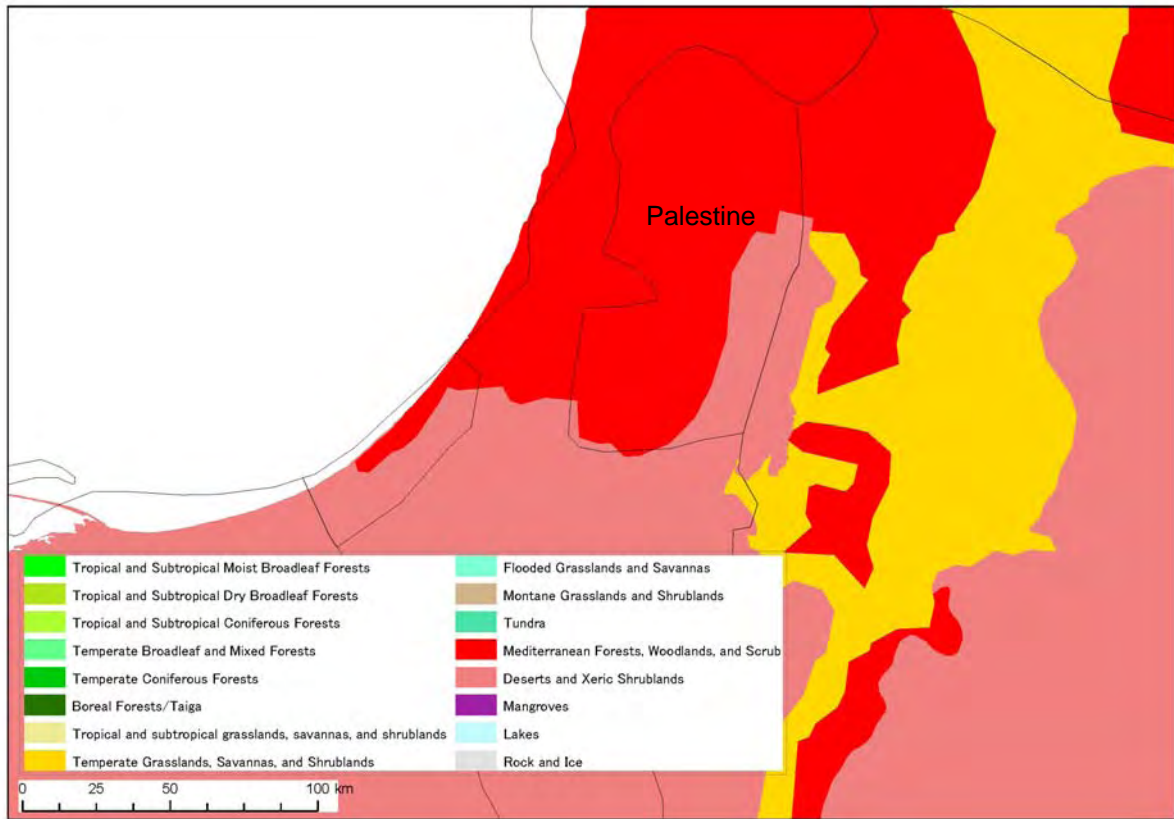 Palestine
Tropical and Subtropical Moist Broadleaf Forests
Tropical and Subtropical Dry Broadleaf Forests
Tropical and Subtropical Coniferous Forests
Temperate Broadleaf and Mixed Forests
Temperate Coniferous Forests
Boreal Forests/Taiga
Tropical and subtropical grasslands, savannas, and shrublands
Temperate Grasslands, Savannas, and Shrublands
Flooded Grasslands and Savannas
Montane Grasslands and Shrublands
Tundra
Mediterranean Forests, Woodlands, and Scrub
Deserts and Xeric Shrublands
Mangroves
Lakes
Rock and Ice
0 25 50 100 km